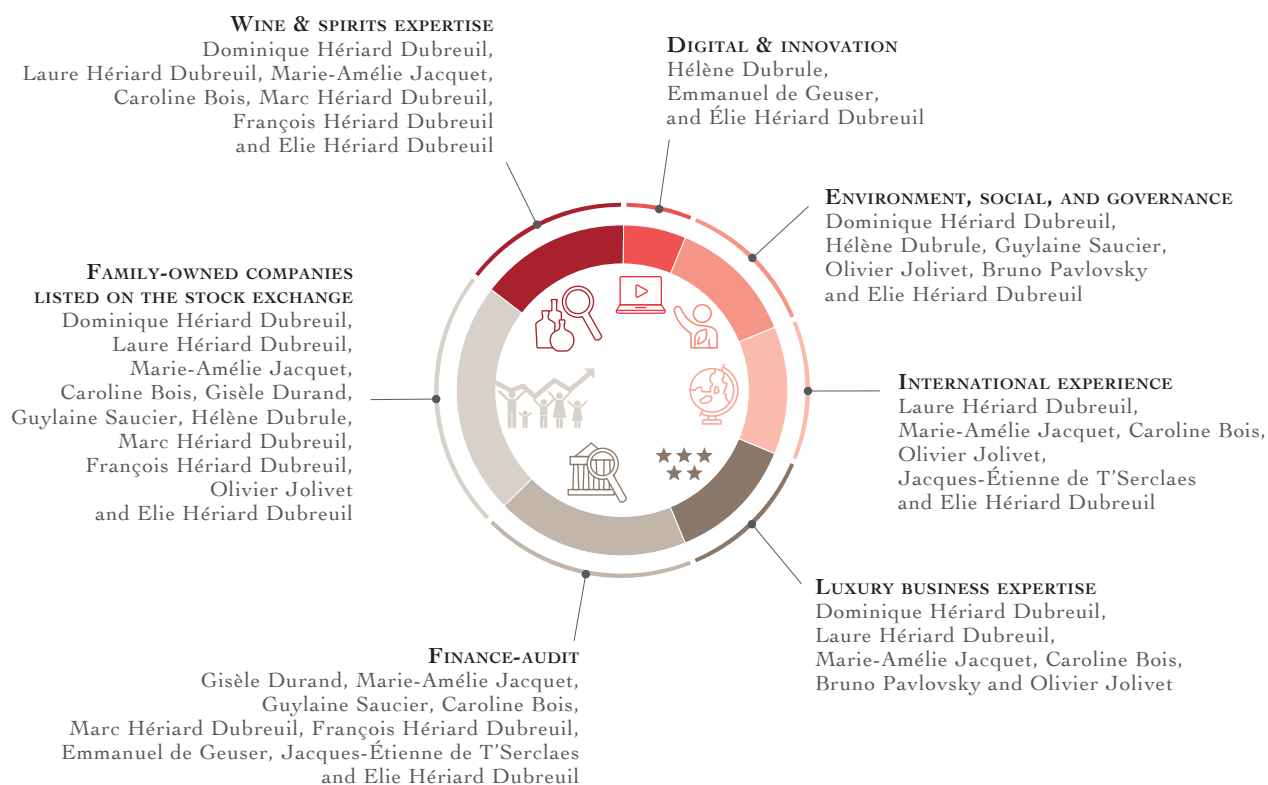 Wine & spirits expertise
Dominique Hériard Dubreuil,
Laure Hériard Dubreuil, Marie-Amélie Jacquet,
Caroline Bois, Marc Hériard Dubreuil,
François Hériard Dubreuil
and Elie Hériard Dubreuil
Digital & innovation
Hélène Dubrule,
Emmanuel de Geuser,
and Élie Hériard Dubreuil
Environment, social, and governance
Dominique Hériard Dubreuil,
Hélène Dubrule, Guylaine Saucier,
Olivier Jolivet, Bruno Pavlovsky
and Elie Hériard Dubreuil
Family-owned companies
listed on the stock exchange
Dominique Hériard Dubreuil,
Laure Hériard Dubreuil,
Marie-Amélie Jacquet,
Caroline Bois, Gisèle Durand,
Guylaine Saucier, Hélène Dubrule,
Marc Hériard Dubreuil,
François Hériard Dubreuil,
Olivier Jolivet
and Elie Hériard Dubreuil
International experience
Laure Hériard Dubreuil,
Marie-Amélie Jacquet, Caroline Bois,
Olivier Jolivet,
Jacques-Étienne de T'Serclaes
and Elie Hériard Dubreuil
Luxury business expertise
Dominique Hériard Dubreuil,
Laure Hériard Dubreuil,
Marie-Amélie Jacquet, Caroline Bois,
Bruno Pavlovsky and Olivier Jolivet
Finance-audit
Gisèle Durand, Marie-Amélie Jacquet,
Guylaine Saucier, Caroline Bois,
Marc Hériard Dubreuil, François Hériard Dubreuil,
Emmanuel de Geuser, Jacques-Étienne de T'Serclaes
and Elie Hériard Dubreuil